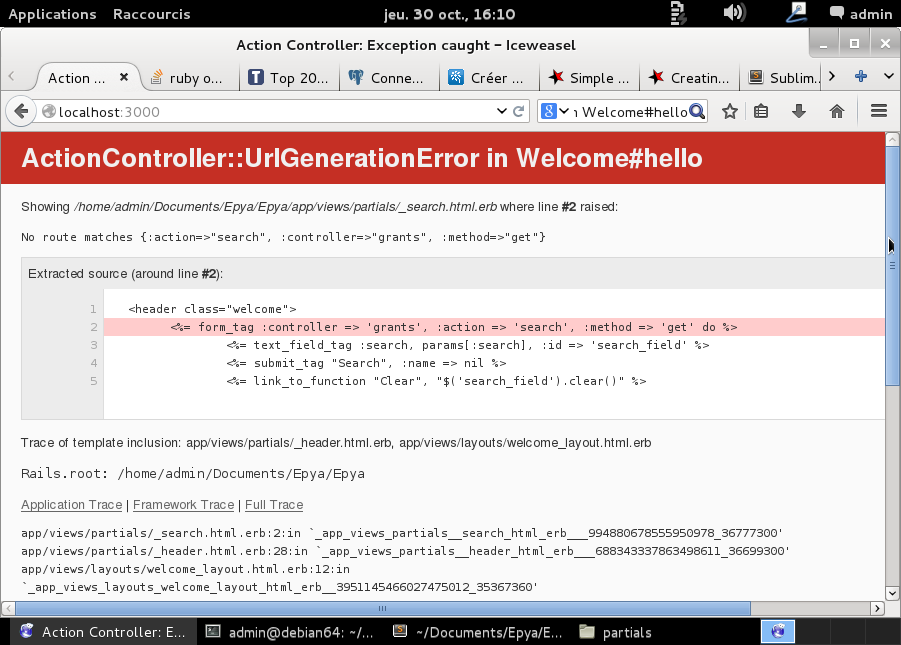 Applications Raccourcis jeu. 30 oct., 16:10 admin
Action Controller: Exception caught - Iceweasel
Action ... ruby o... Top 20... Conne... Créer ... Simple ... Creatin... Sublim.
localhost:3000 Welcome#hello
ActionController::UrlGenerationError in Welcome#hello
Showing /home/admin/Documents/Epya/Epya/app/views/partials/_search.html.erb where line #2 raised:
No route matches {:action=>"search", :controller=>"grants", :method=>"get"}
Extracted source (around line #2):
1 <header class="welcome">
2 <%= form_tag :controller => 'grants', :action => 'search', :method => 'get' do %>
3 <%= text_field_tag :search, params[:search], :id => 'search_field' %>
4 <%= submit_tag "Search", :name => nil %>
5 <%= link_to_function "Clear", "$('search_field').clear()" %>
Trace of template inclusion: app/views/partials/_header.html.erb, app/views/layouts/welcome_layout.html.erb
Rails.root: /home/admin/Documents/Epya/Epya
Application Trace | Framework Trace | Full Trace
app/views/partials/_search.html.erb:2:in `_app_views_partials__search_html_erb___994880678555950978_36777300'
app/views/partials/_header.html.erb:28:in `_app_views_partials__header_html_erb___688343337863498611_36699300'
app/views/layouts/welcome_layout.html.erb:12:in
`_app_views_layouts_welcome_layout_html_erb__3951145466027475012_35367360'
Action Controller: E... admin@debian64: ~/... ~/Documents/Epya/E... partials